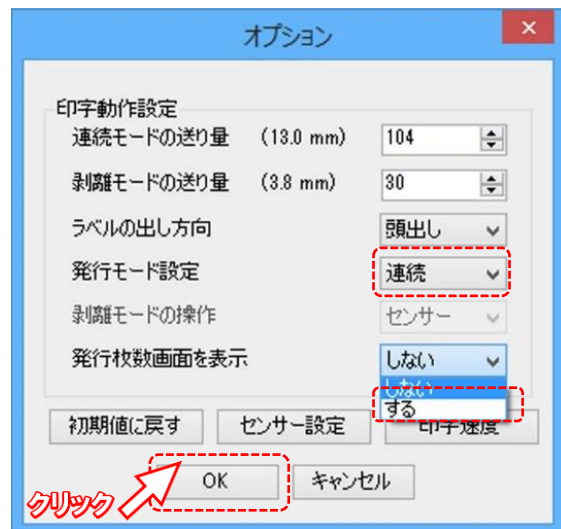 オプション
×
印字動作設定
連続モードの送り量 (13.0 mm) 104
剥離モードの送り量 (3.8 mm) 30
ラベルの出し方向 頭出し
発行モード設定 連続
剥離モードの操作 センサー
発行枚数画面を表示 しない
しない
する
初期値に戻す センサー設定 印字速度
OK キャンセル
クリック